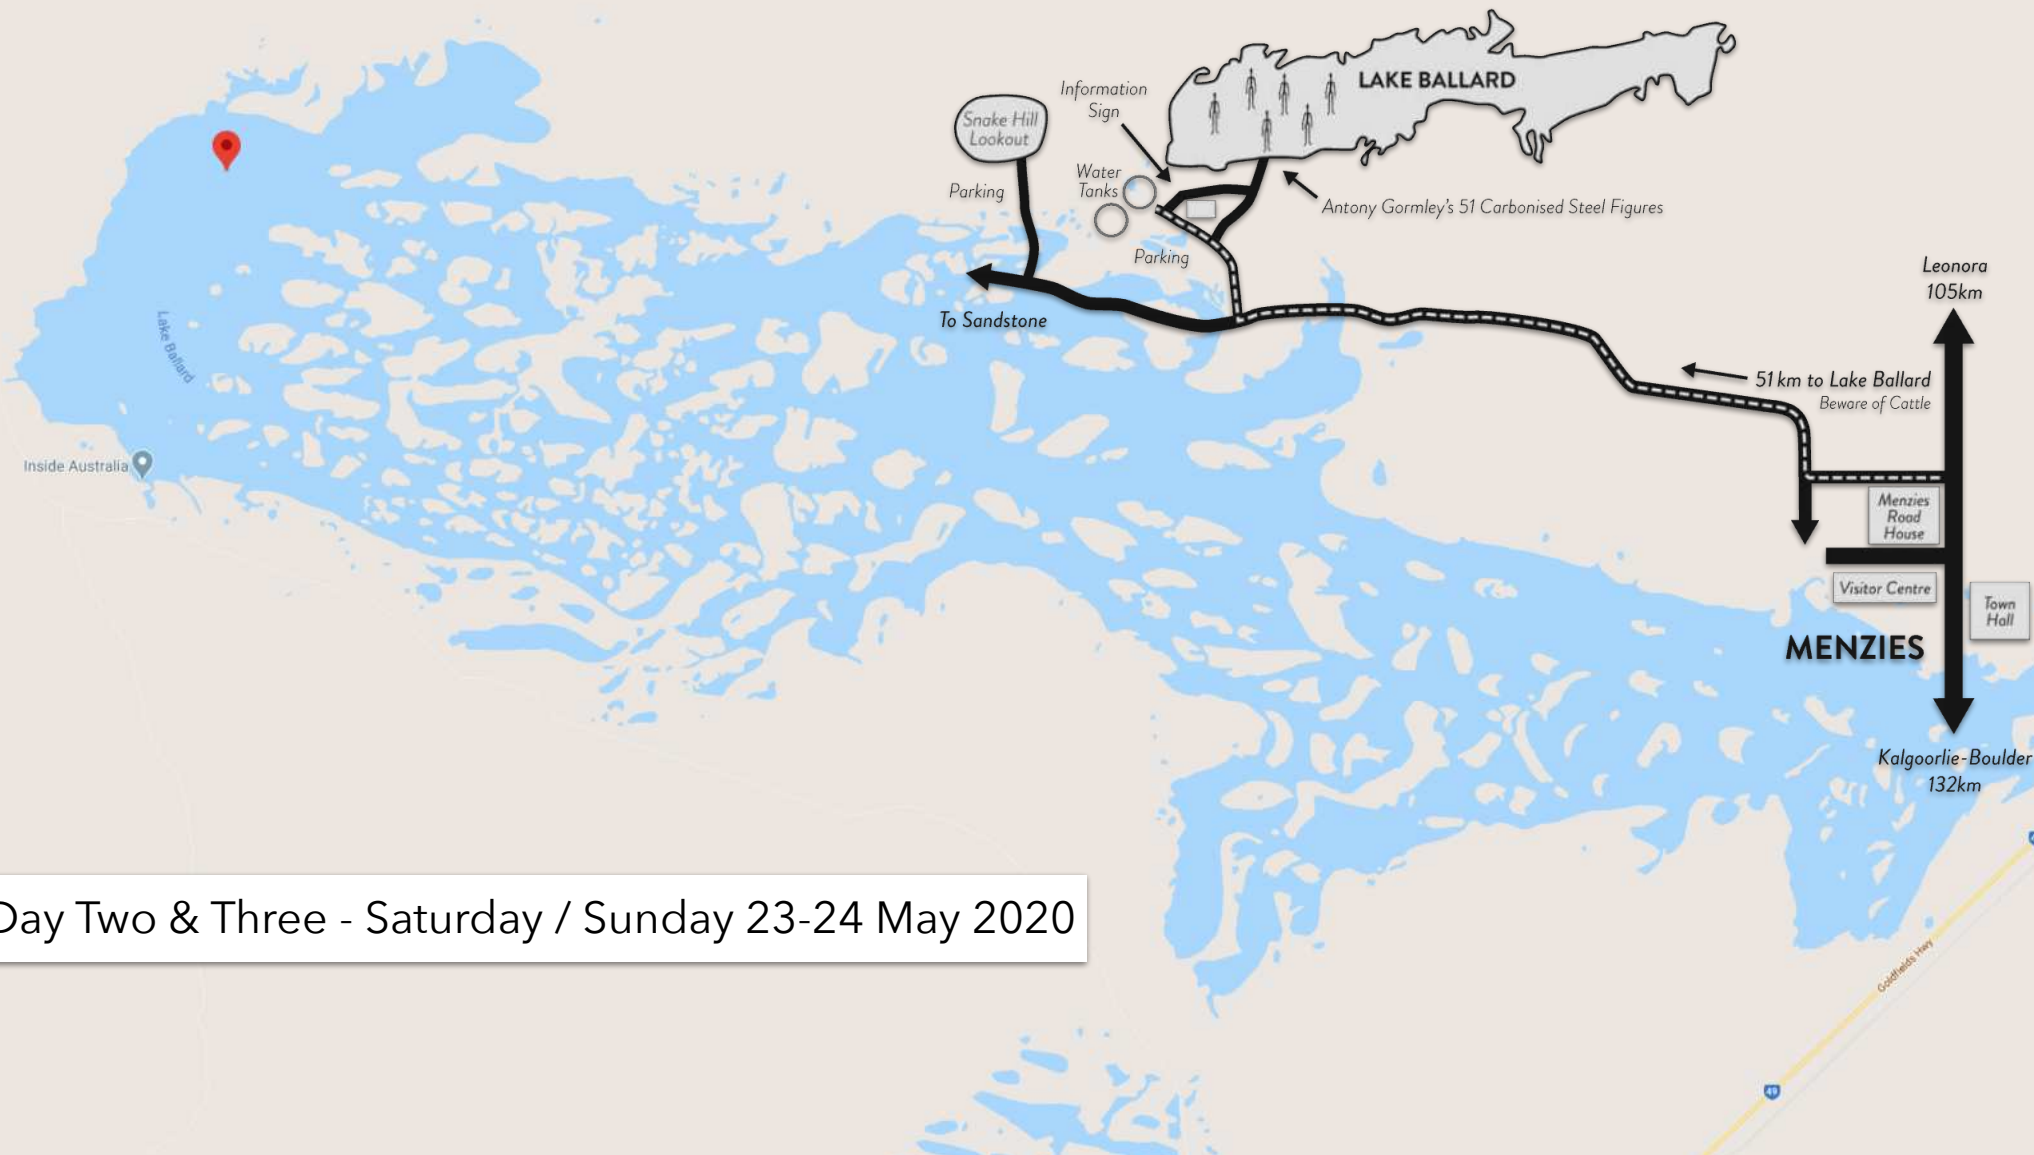 LAKE BALLARD
Information
Sign
Snake Hill
Lookout
Water
Tanks
Parking
Antony Gormley's 51 Carbonised Steel Figures
Parking
Leonora
105km
To Sandstone
Lake Ballard
51km to Lake Ballard
Beware of Cattle
Inside Australia
Menzies
Road
House
Visitor Centre
Town
Hall
MENZIES
Kalgoorlie-Boulder
132km
Day Two & Three - Saturday / Sunday 23-24 May 2020
Goldfields Hwy
49